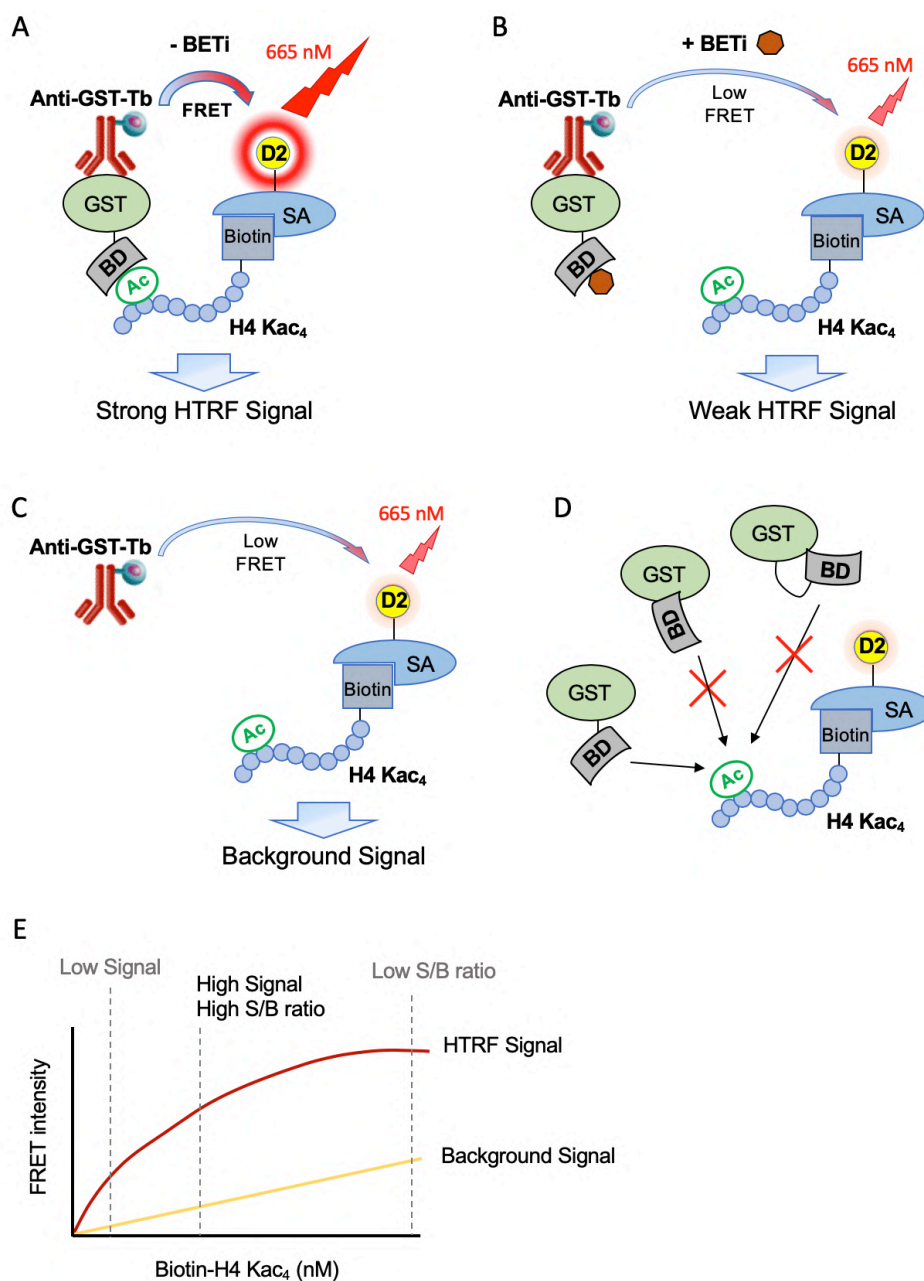 A
- BETi
665 nM
Anti-GST-Tb
FRET
D2
GST
SA
Biotin
BD
Ac
H4 Kac₄
Strong HTRF Signal
B
+ BETi
665 nM
Anti-GST-Tb
Low
FRET
D2
GST
SA
Biotin
BD
Ac
H4 Kac₄
Weak HTRF Signal
C
665 nM
Anti-GST-Tb
Low
FRET
D2
SA
Biotin
Ac
H4 Kac₄
Background Signal
D
GST
BD
GST
BD
D2
GST
SA
BD
Biotin
Ac
H4 Kac₄
E
Low Signal
High Signal
High S/B ratio
Low S/B ratio
HTRF Signal
Background Signal
FRET intensity
Biotin-H4 Kac₄ (nM)